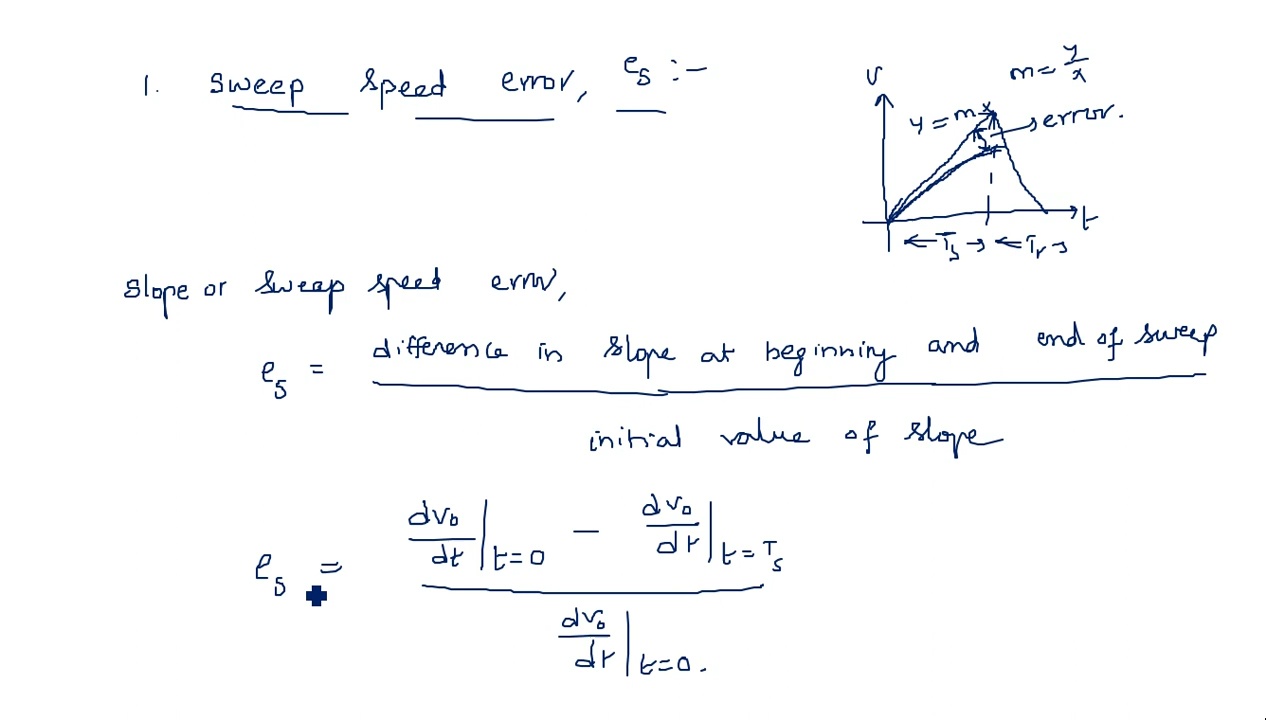 1. Sweep speed error, es :-
V
m = y/x
y = mx
error.
t
Ts
Tr
Slope or sweep speed error,
es = difference in slope at beginning and end of sweep
initial value of slope
es = dv0/dt |t=0 - dv0/dt |t=Ts
dv0/dt |t=0.